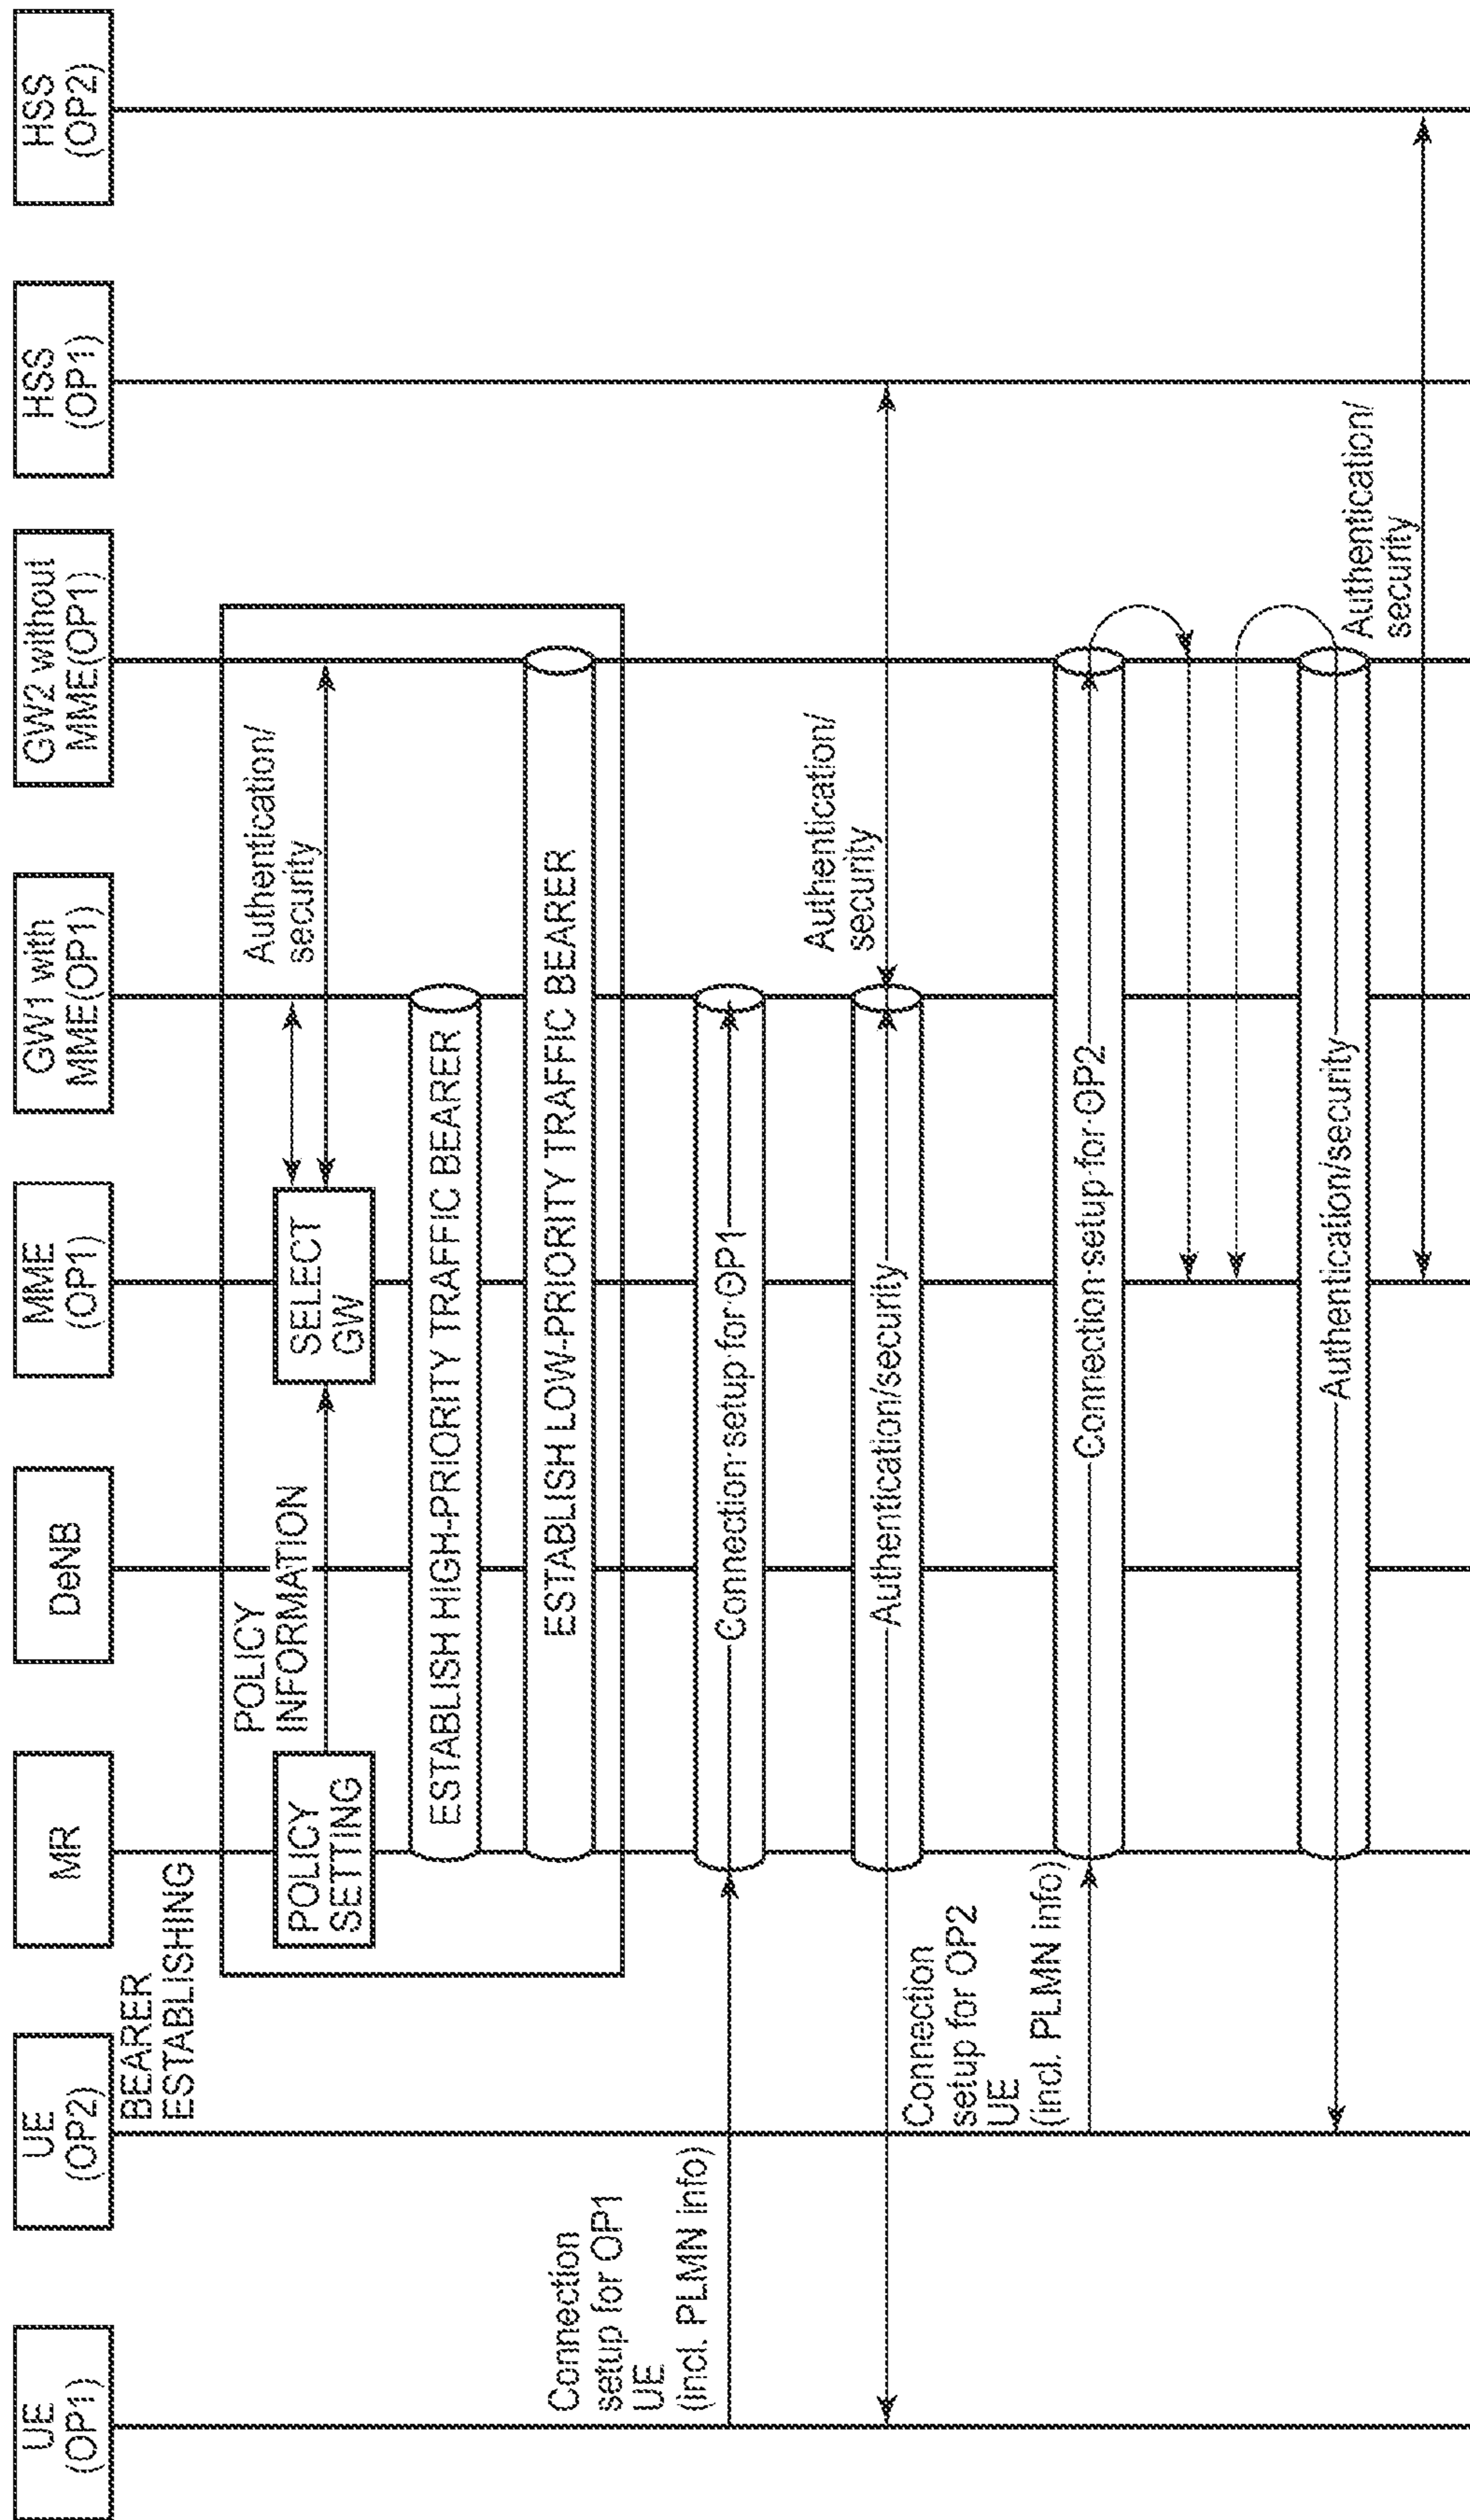 UE
(OP1)
UE
(OP2)
MR
DeNB
MME
(OP1)
GW1 with
MME(OP1)
GW2 without
MME(OP1)
HSS
(OP1)
HSS
(OP2)
BEARER
ESTABLISHING
POLICY
INFORMATION
Authentication/
security
POLICY
SETTING
SELECT
GW
ESTABLISH HIGH-PRIORITY TRAFFIC BEARER
ESTABLISH LOW-PRIORITY TRAFFIC BEARER
Connection
setup for OP1
UE
(incl. PLMN info)
Connection setup for OP1
Authentication/
security
Authentication/security
Connection
setup for OP2
UE
(incl. PLMN info)
Connection setup for OP2
Authentication/security
Authentication/
security